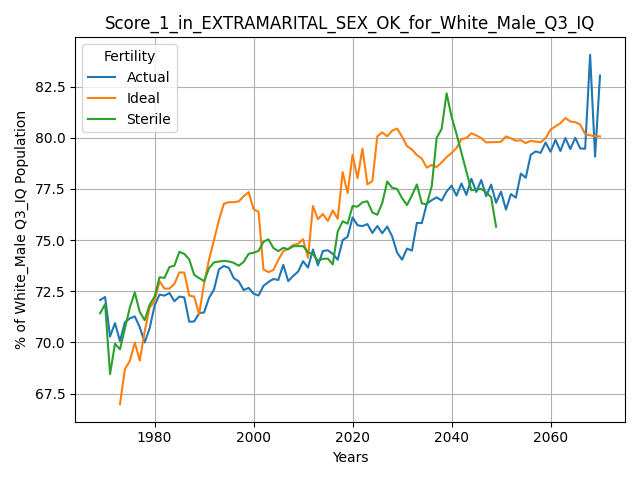 Score_1_in_EXTRAMARITAL_SEX_OK_for_White_Male_Q3_IQ
Fertility
Actual
Ideal
Sterile
% of White_Male Q3_IQ Population
82.5
80.0
77.5
75.0
72.5
70.0
67.5
1980
2000
2020
2040
2060
Years